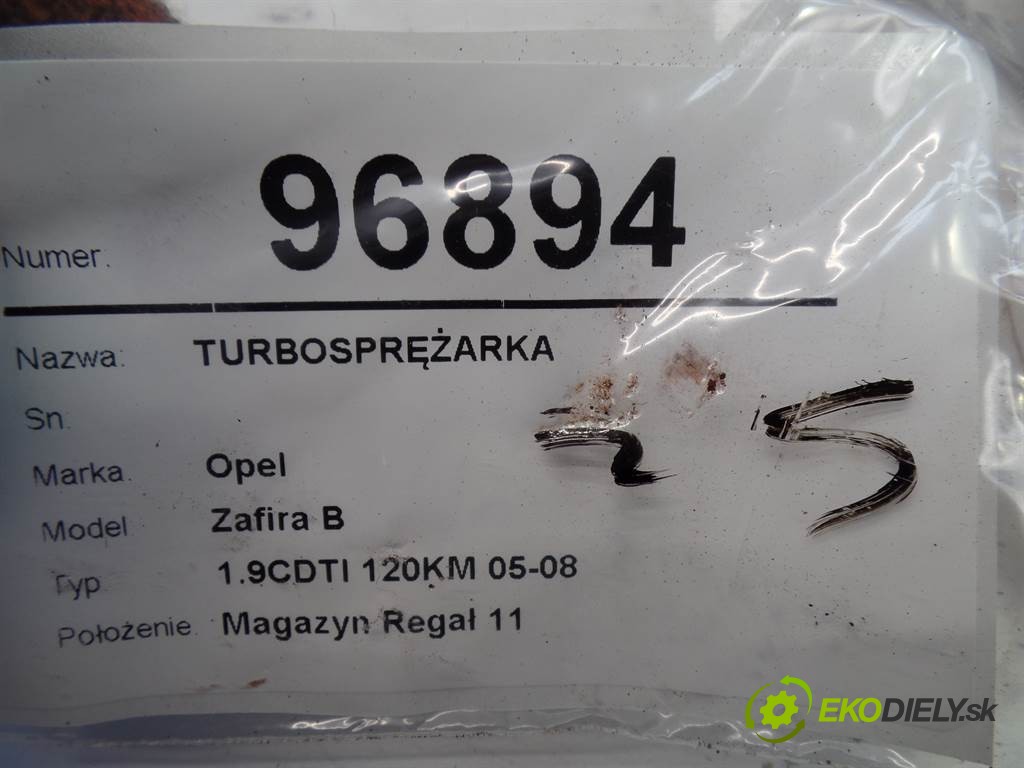 Numer. 96894
Nazwa: TURBOSPRĘŻARKA
Sn.
Marka. Opel
Model Zafira B
Typ 1.9CDTI 120KM 05-08
Położenie. Magazyn Regał 11
EKODIELY.sk